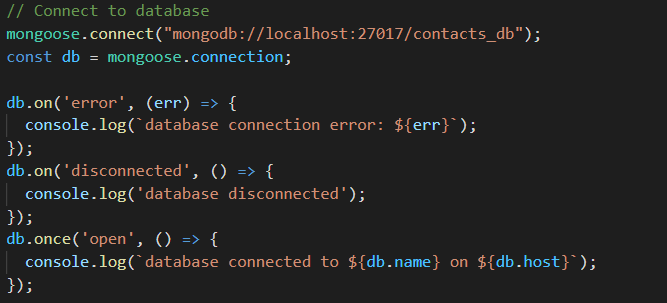 // Connect to database
mongoose.connect("mongodb://localhost:27017/contacts_db");
const db = mongoose.connection;

db.on('error', (err) => {
  console.log(`database connection error: ${err}`);
});
db.on('disconnected', () => {
  console.log('database disconnected');
});
db.once('open', () => {
  console.log(`database connected to ${db.name} on ${db.host}`);
});